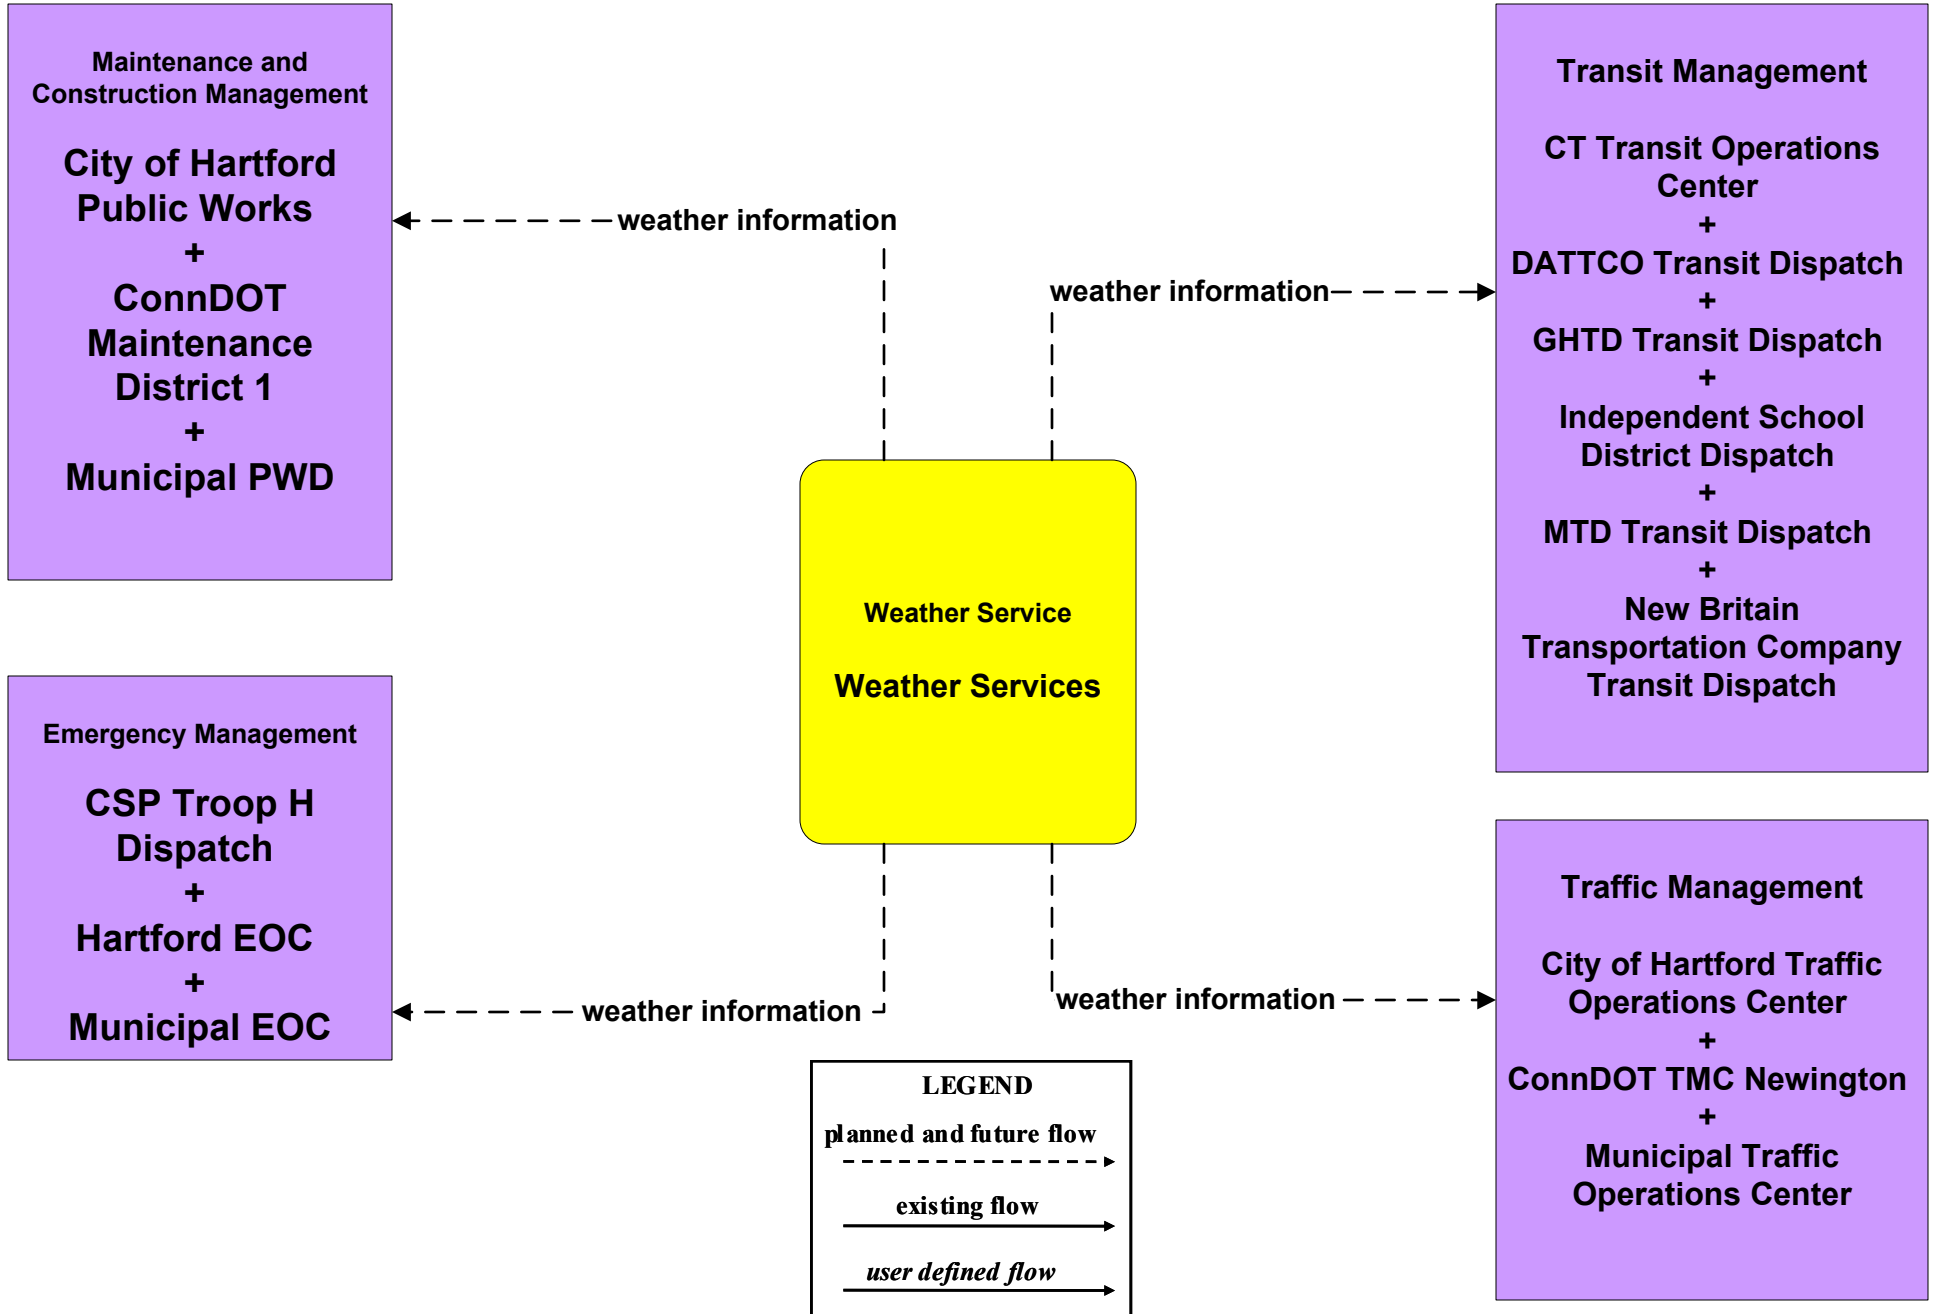 Maintenance and
Construction Management
City of Hartford
Public Works
+
ConnDOT
Maintenance
District 1
+
Municipal PWD
weather information
weather information
Transit Management
CT Transit Operations
Center
+
DATTCO Transit Dispatch
+
GHTD Transit Dispatch
+
Independent School
District Dispatch
+
MTD Transit Dispatch
+
New Britain
Transportation Company
Transit Dispatch
Weather Service
Weather Services
Emergency Management
CSP Troop H
Dispatch
+
Hartford EOC
+
Municipal EOC
weather information
weather information
Traffic Management
City of Hartford Traffic
Operations Center
+
ConnDOT TMC Newington
+
Municipal Traffic
Operations Center
LEGEND
planned and future flow
existing flow
user defined flow